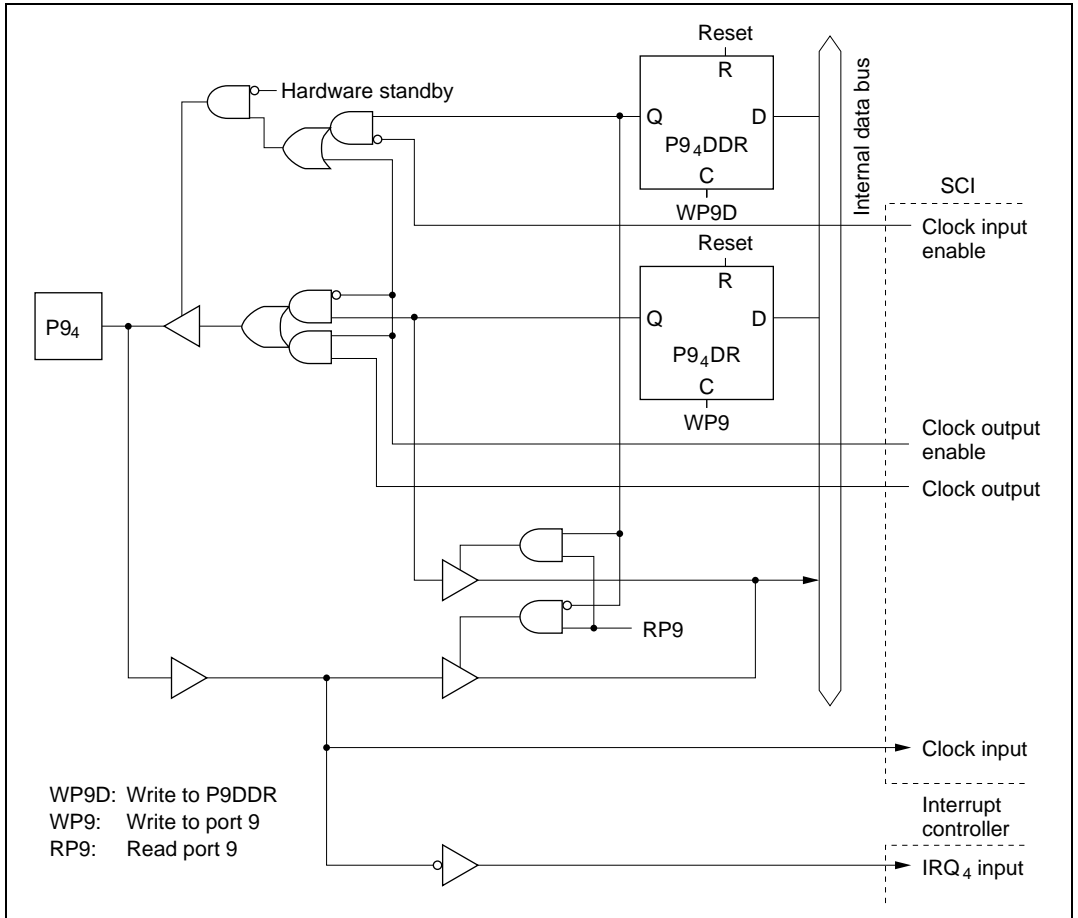 Reset
R
Hardware standby
Q
D
P9₄DDR
C
WP9D
Internal data bus
SCI
Clock input
enable
Reset
R
P9₄
Q
D
P9₄DR
C
WP9
Clock output
enable
Clock output
RP9
Clock input
WP9D: Write to P9DDR
WP9: Write to port 9
RP9: Read port 9
Interrupt
controller
IRQ₄ input